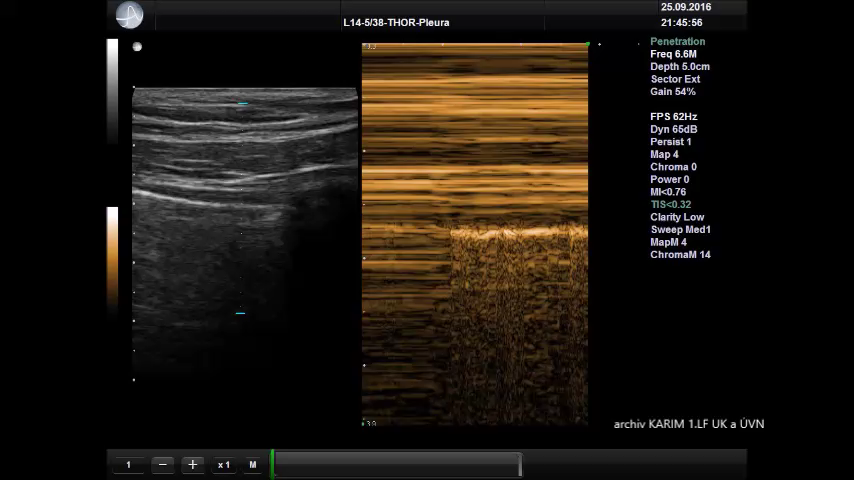 25.09.2016
L14-5/38-THOR-Pleura
21:45:56
Penetration
Freq 6.6M
Depth 5.0cm
Sector Ext
Gain 54%
FPS 62Hz
Dyn 65dB
Persist 1
Map 4
Chroma 0
Power 0
MI<0.76
TIS<0.32
Clarity Low
Sweep Med1
MapM 4
ChromaM 14
3.0
archiv KARIM 1.LF UK a ÚVN
1 − + x1 M